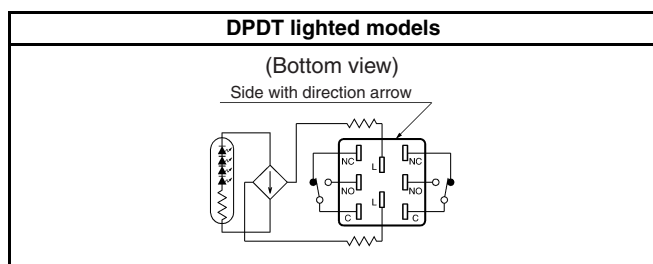 DPDT lighted models
(Bottom view)
Side with direction arrow
NC NC
L
NO NO
L
C C